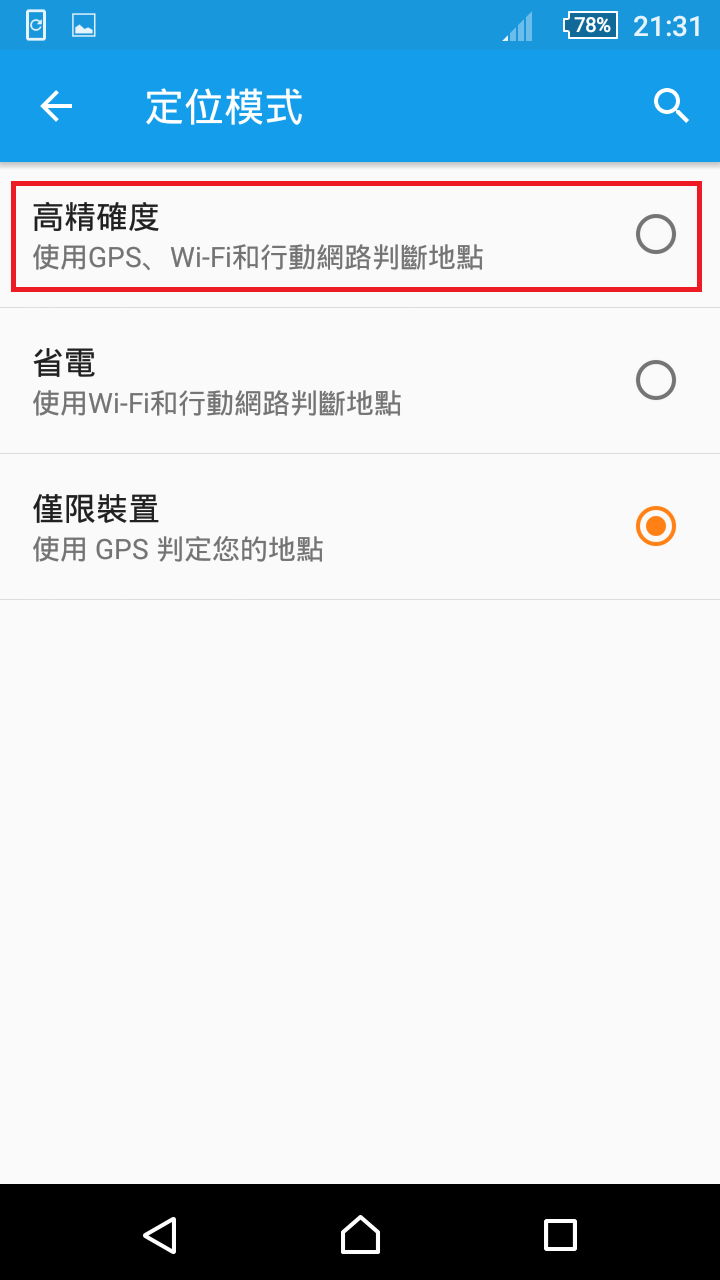 78% 21:31
定位模式
高精確度
使用GPS、Wi-Fi和行動網路判斷地點
省電
使用Wi-Fi和行動網路判斷地點
僅限裝置
使用 GPS 判定您的地點